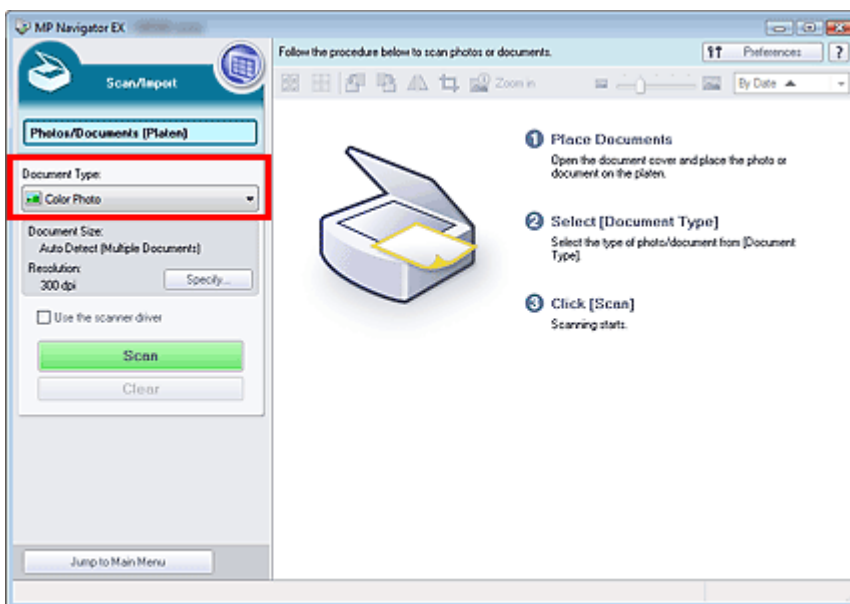 MP Navigator EX
Scan/Import
Photos/Documents (Platen)
Document Type:
Color Photo
Document Size:
Auto Detect (Multiple Documents)
Resolution:
300 dpi
Specify...
Use the scanner driver
Scan
Clear
Jump to Main Menu
Follow the procedure below to scan photos or documents.
Preferences
?
Zoom in
By Date
1 Place Documents
Open the document cover and place the photo or
document on the platen.
2 Select [Document Type]
Select the type of photo/document from [Document
Type].
3 Click [Scan]
Scanning starts.